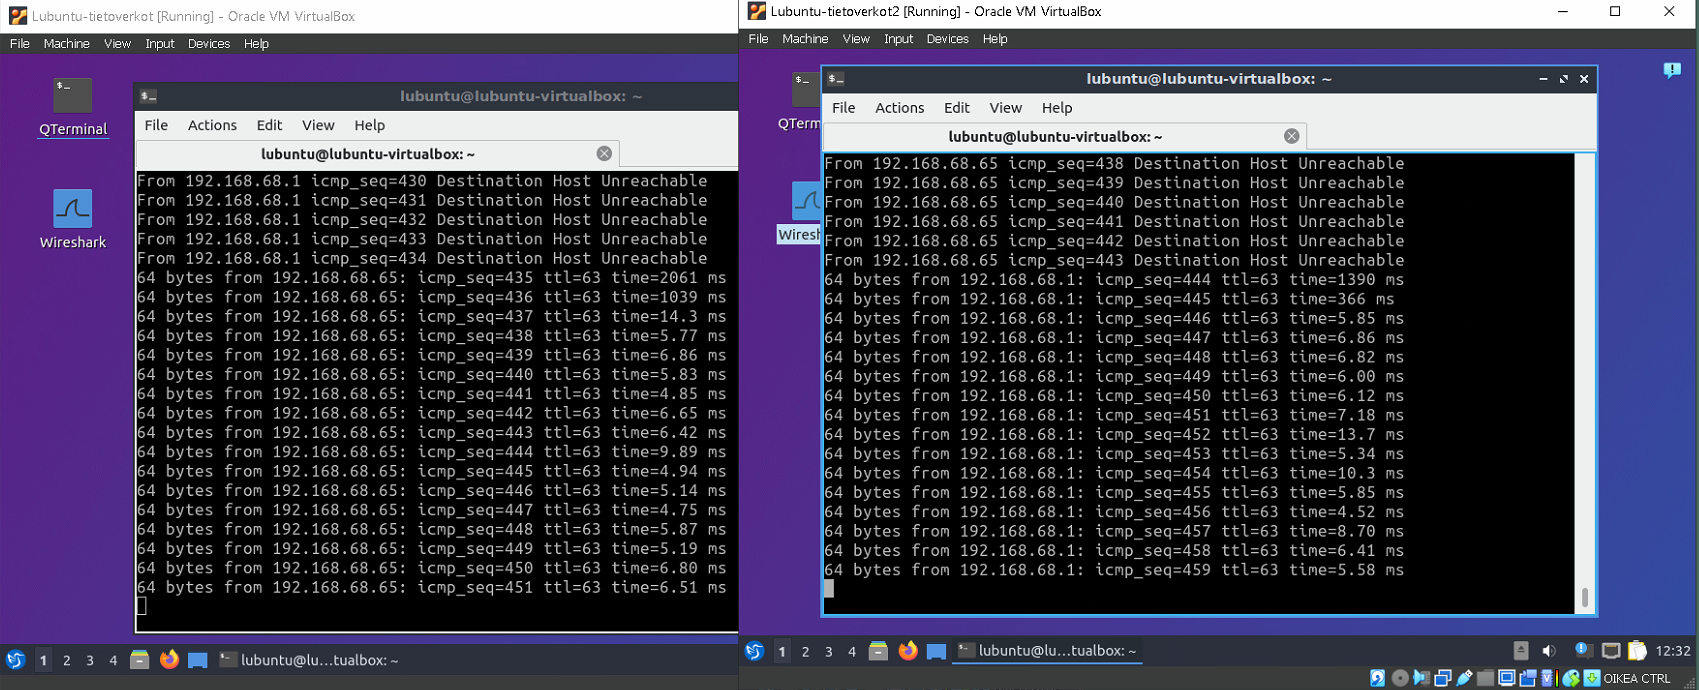 Lubuntu-tietoverkot [Running] - Oracle VM VirtualBox
File Machine View Input Devices Help
QTerminal
Wireshark
lubuntu@lubuntu-virtualbox: ~
File Actions Edit View Help
lubuntu@lubuntu-virtualbox: ~
From 192.168.68.1 icmp_seq=430 Destination Host Unreachable
From 192.168.68.1 icmp_seq=431 Destination Host Unreachable
From 192.168.68.1 icmp_seq=432 Destination Host Unreachable
From 192.168.68.1 icmp_seq=433 Destination Host Unreachable
From 192.168.68.1 icmp_seq=434 Destination Host Unreachable
64 bytes from 192.168.68.65: icmp_seq=435 ttl=63 time=2061 ms
64 bytes from 192.168.68.65: icmp_seq=436 ttl=63 time=1039 ms
64 bytes from 192.168.68.65: icmp_seq=437 ttl=63 time=14.3 ms
64 bytes from 192.168.68.65: icmp_seq=438 ttl=63 time=5.77 ms
64 bytes from 192.168.68.65: icmp_seq=439 ttl=63 time=6.86 ms
64 bytes from 192.168.68.65: icmp_seq=440 ttl=63 time=5.83 ms
64 bytes from 192.168.68.65: icmp_seq=441 ttl=63 time=4.85 ms
64 bytes from 192.168.68.65: icmp_seq=442 ttl=63 time=6.65 ms
64 bytes from 192.168.68.65: icmp_seq=443 ttl=63 time=6.42 ms
64 bytes from 192.168.68.65: icmp_seq=444 ttl=63 time=9.89 ms
64 bytes from 192.168.68.65: icmp_seq=445 ttl=63 time=4.94 ms
64 bytes from 192.168.68.65: icmp_seq=446 ttl=63 time=5.14 ms
64 bytes from 192.168.68.65: icmp_seq=447 ttl=63 time=4.75 ms
64 bytes from 192.168.68.65: icmp_seq=448 ttl=63 time=5.87 ms
64 bytes from 192.168.68.65: icmp_seq=449 ttl=63 time=5.19 ms
64 bytes from 192.168.68.65: icmp_seq=450 ttl=63 time=6.80 ms
64 bytes from 192.168.68.65: icmp_seq=451 ttl=63 time=6.51 ms
1 2 3 4 lubuntu@lu...tualbox: ~
Lubuntu-tietoverkot2 [Running] - Oracle VM VirtualBox
File Machine View Input Devices Help
QTerm
Wiresh
lubuntu@lubuntu-virtualbox: ~
File Actions Edit View Help
lubuntu@lubuntu-virtualbox: ~
From 192.168.68.65 icmp_seq=438 Destination Host Unreachable
From 192.168.68.65 icmp_seq=439 Destination Host Unreachable
From 192.168.68.65 icmp_seq=440 Destination Host Unreachable
From 192.168.68.65 icmp_seq=441 Destination Host Unreachable
From 192.168.68.65 icmp_seq=442 Destination Host Unreachable
From 192.168.68.65 icmp_seq=443 Destination Host Unreachable
64 bytes from 192.168.68.1: icmp_seq=444 ttl=63 time=1390 ms
64 bytes from 192.168.68.1: icmp_seq=445 ttl=63 time=366 ms
64 bytes from 192.168.68.1: icmp_seq=446 ttl=63 time=5.85 ms
64 bytes from 192.168.68.1: icmp_seq=447 ttl=63 time=6.86 ms
64 bytes from 192.168.68.1: icmp_seq=448 ttl=63 time=6.82 ms
64 bytes from 192.168.68.1: icmp_seq=449 ttl=63 time=6.00 ms
64 bytes from 192.168.68.1: icmp_seq=450 ttl=63 time=6.12 ms
64 bytes from 192.168.68.1: icmp_seq=451 ttl=63 time=7.18 ms
64 bytes from 192.168.68.1: icmp_seq=452 ttl=63 time=13.7 ms
64 bytes from 192.168.68.1: icmp_seq=453 ttl=63 time=5.34 ms
64 bytes from 192.168.68.1: icmp_seq=454 ttl=63 time=10.3 ms
64 bytes from 192.168.68.1: icmp_seq=455 ttl=63 time=5.85 ms
64 bytes from 192.168.68.1: icmp_seq=456 ttl=63 time=4.52 ms
64 bytes from 192.168.68.1: icmp_seq=457 ttl=63 time=8.70 ms
64 bytes from 192.168.68.1: icmp_seq=458 ttl=63 time=6.41 ms
64 bytes from 192.168.68.1: icmp_seq=459 ttl=63 time=5.58 ms
1 2 3 4 lubuntu@lu...tualbox: ~ 12:32
OIKEA CTRL